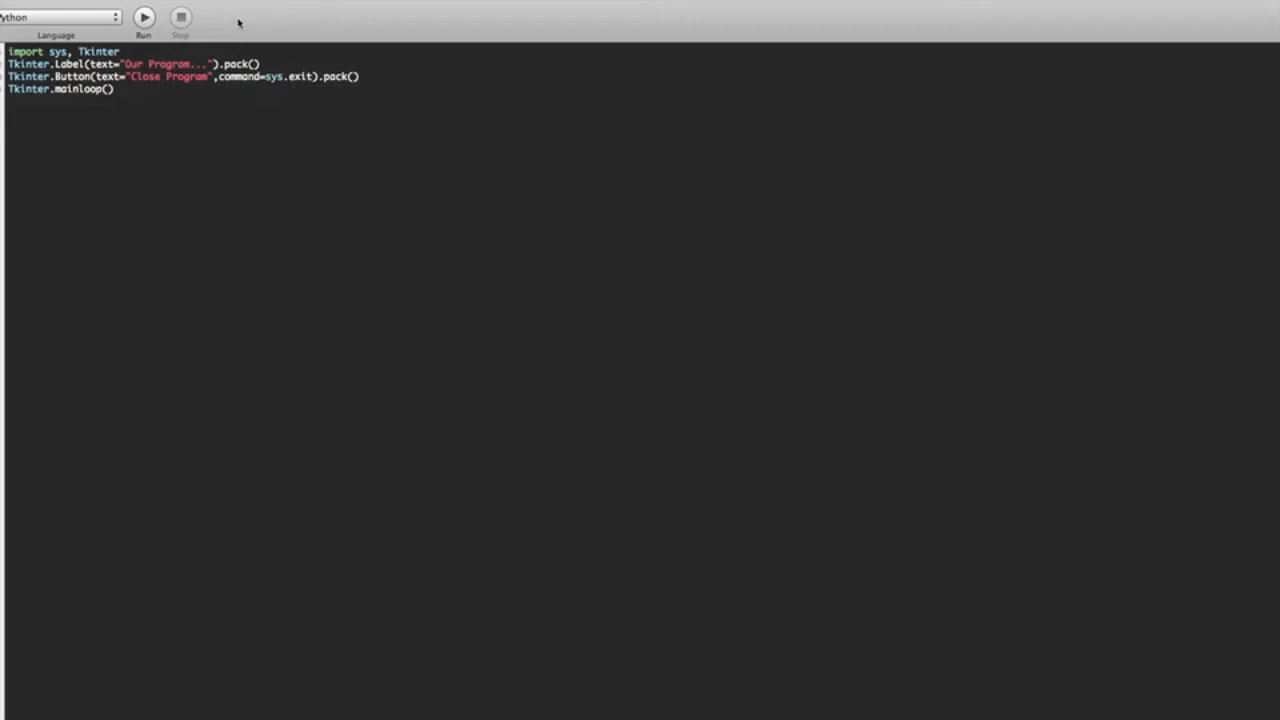 ython
Language
Run
Stop
import sys, Tkinter
Tkinter.Label(text="Our Program...").pack()
Tkinter.Button(text="Close Program",command=sys.exit).pack()
Tkinter.mainloop()